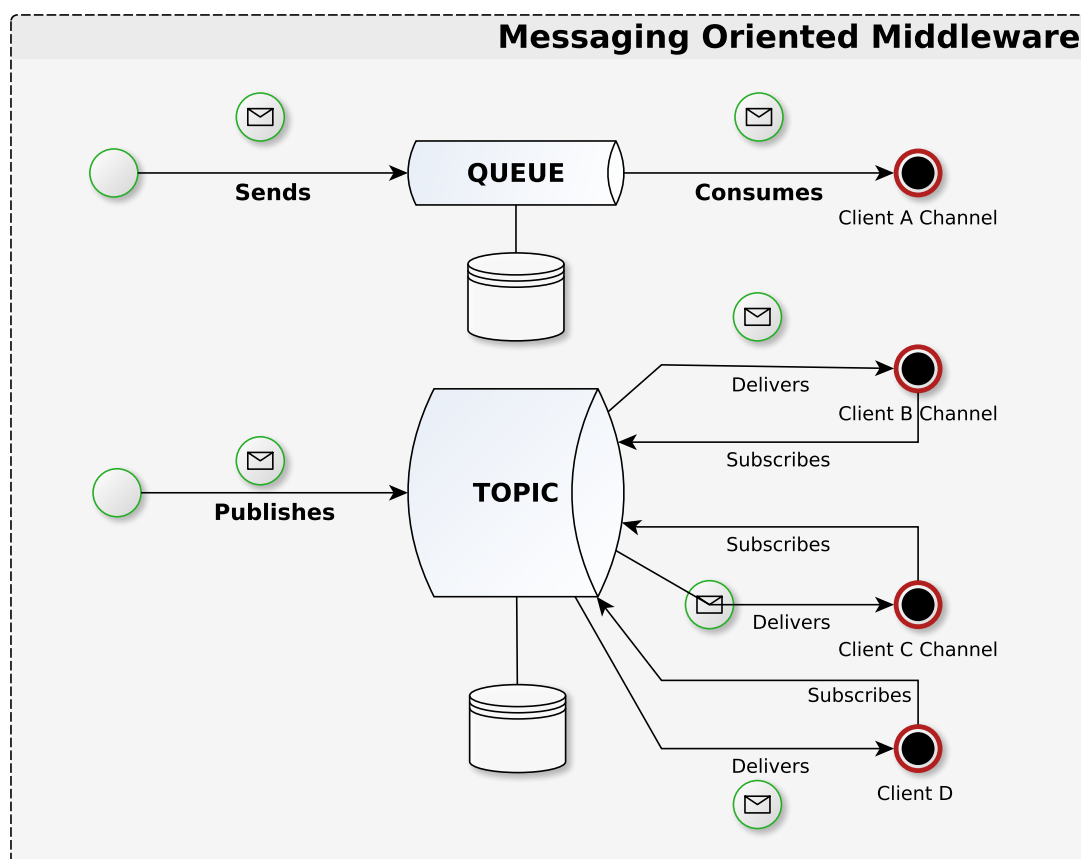 Messaging Oriented Middleware
QUEUE
Sends
Consumes
Client A Channel
Delivers
Client B Channel
Subscribes
TOPIC
Publishes
Subscribes
Delivers
Client C Channel
Subscribes
Delivers
Client D